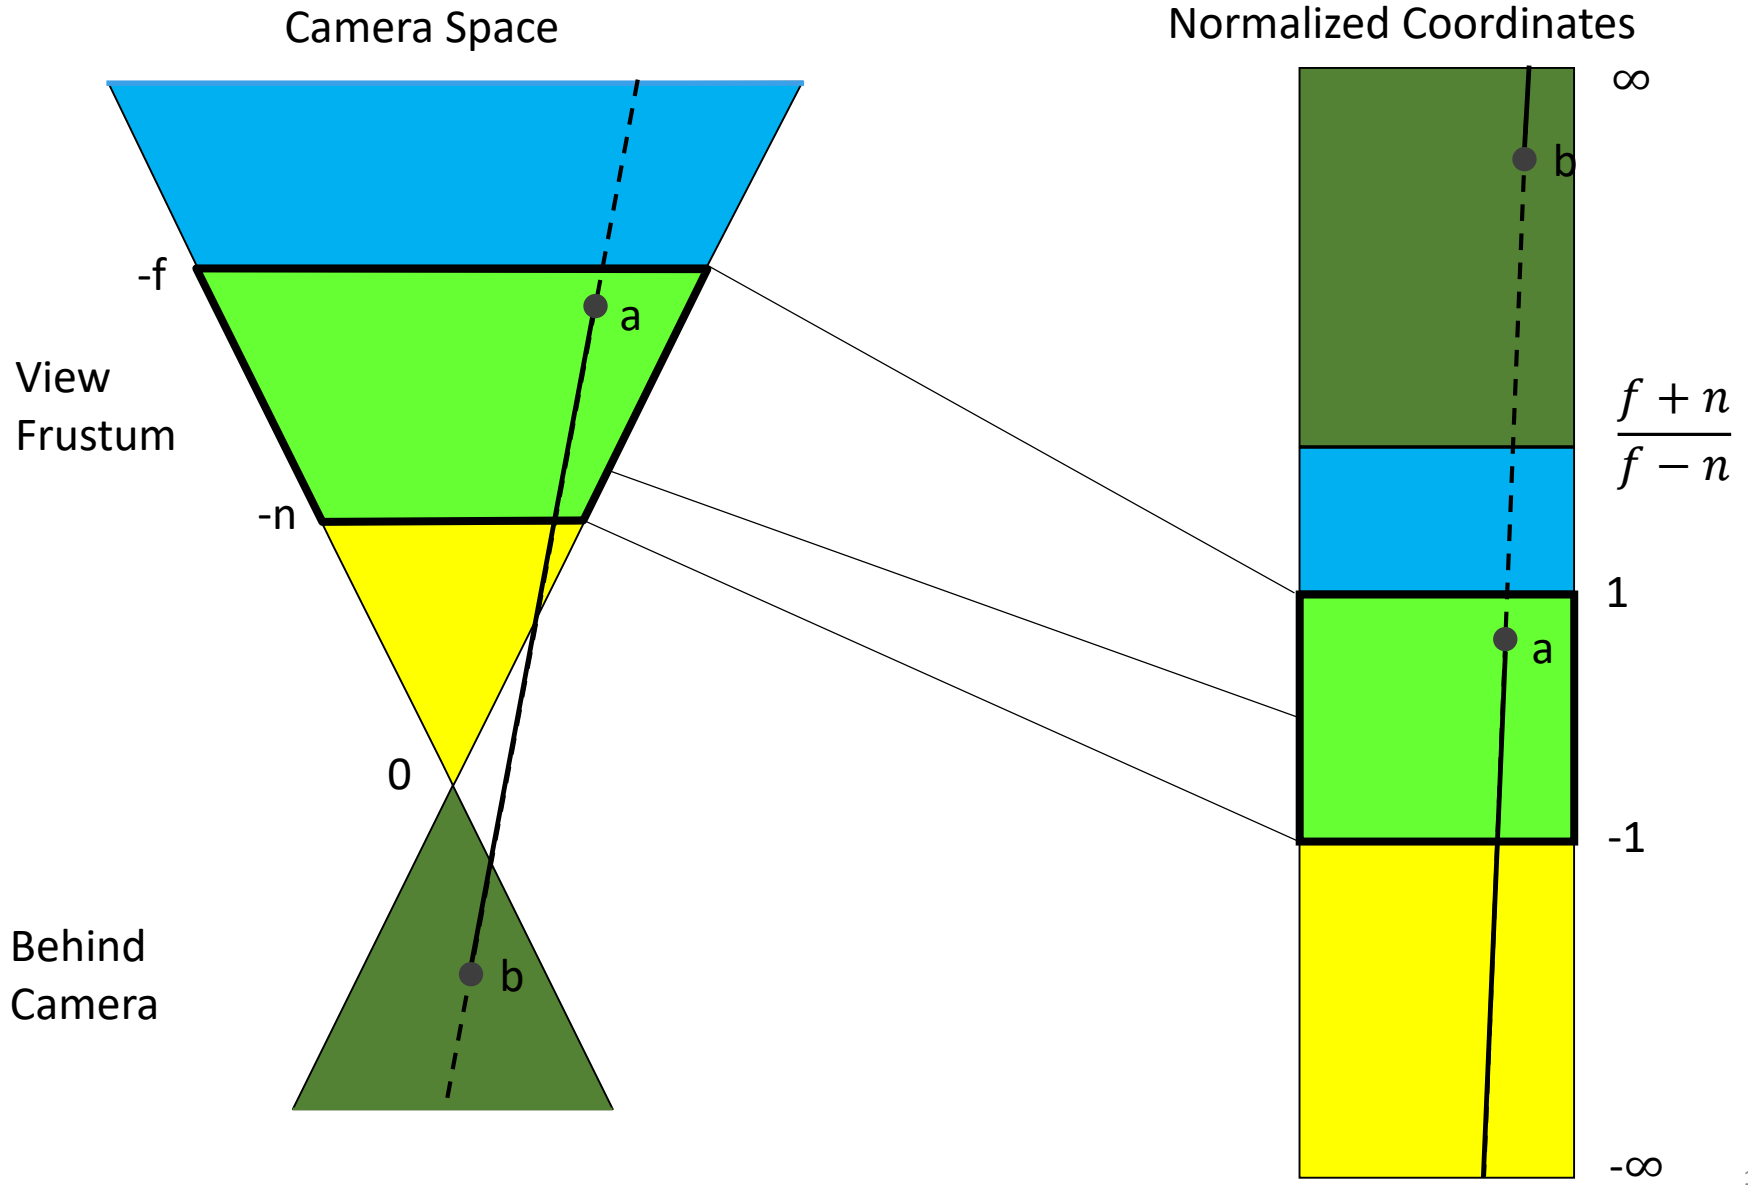 Camera Space
Normalized Coordinates
∞
b
-f
a
View
Frustum
f + n
f − n
-n
1
a
0
-1
Behind
Camera
b
-∞